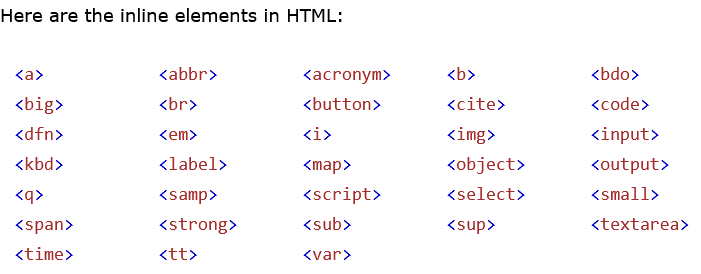 Here are the inline elements in HTML:
<a> <abbr> <acronym> <b> <bdo>
<big> <br> <button> <cite> <code>
<dfn> <em> <i> <img> <input>
<kbd> <label> <map> <object> <output>
<q> <samp> <script> <select> <small>
<span> <strong> <sub> <sup> <textarea>
<time> <tt> <var>